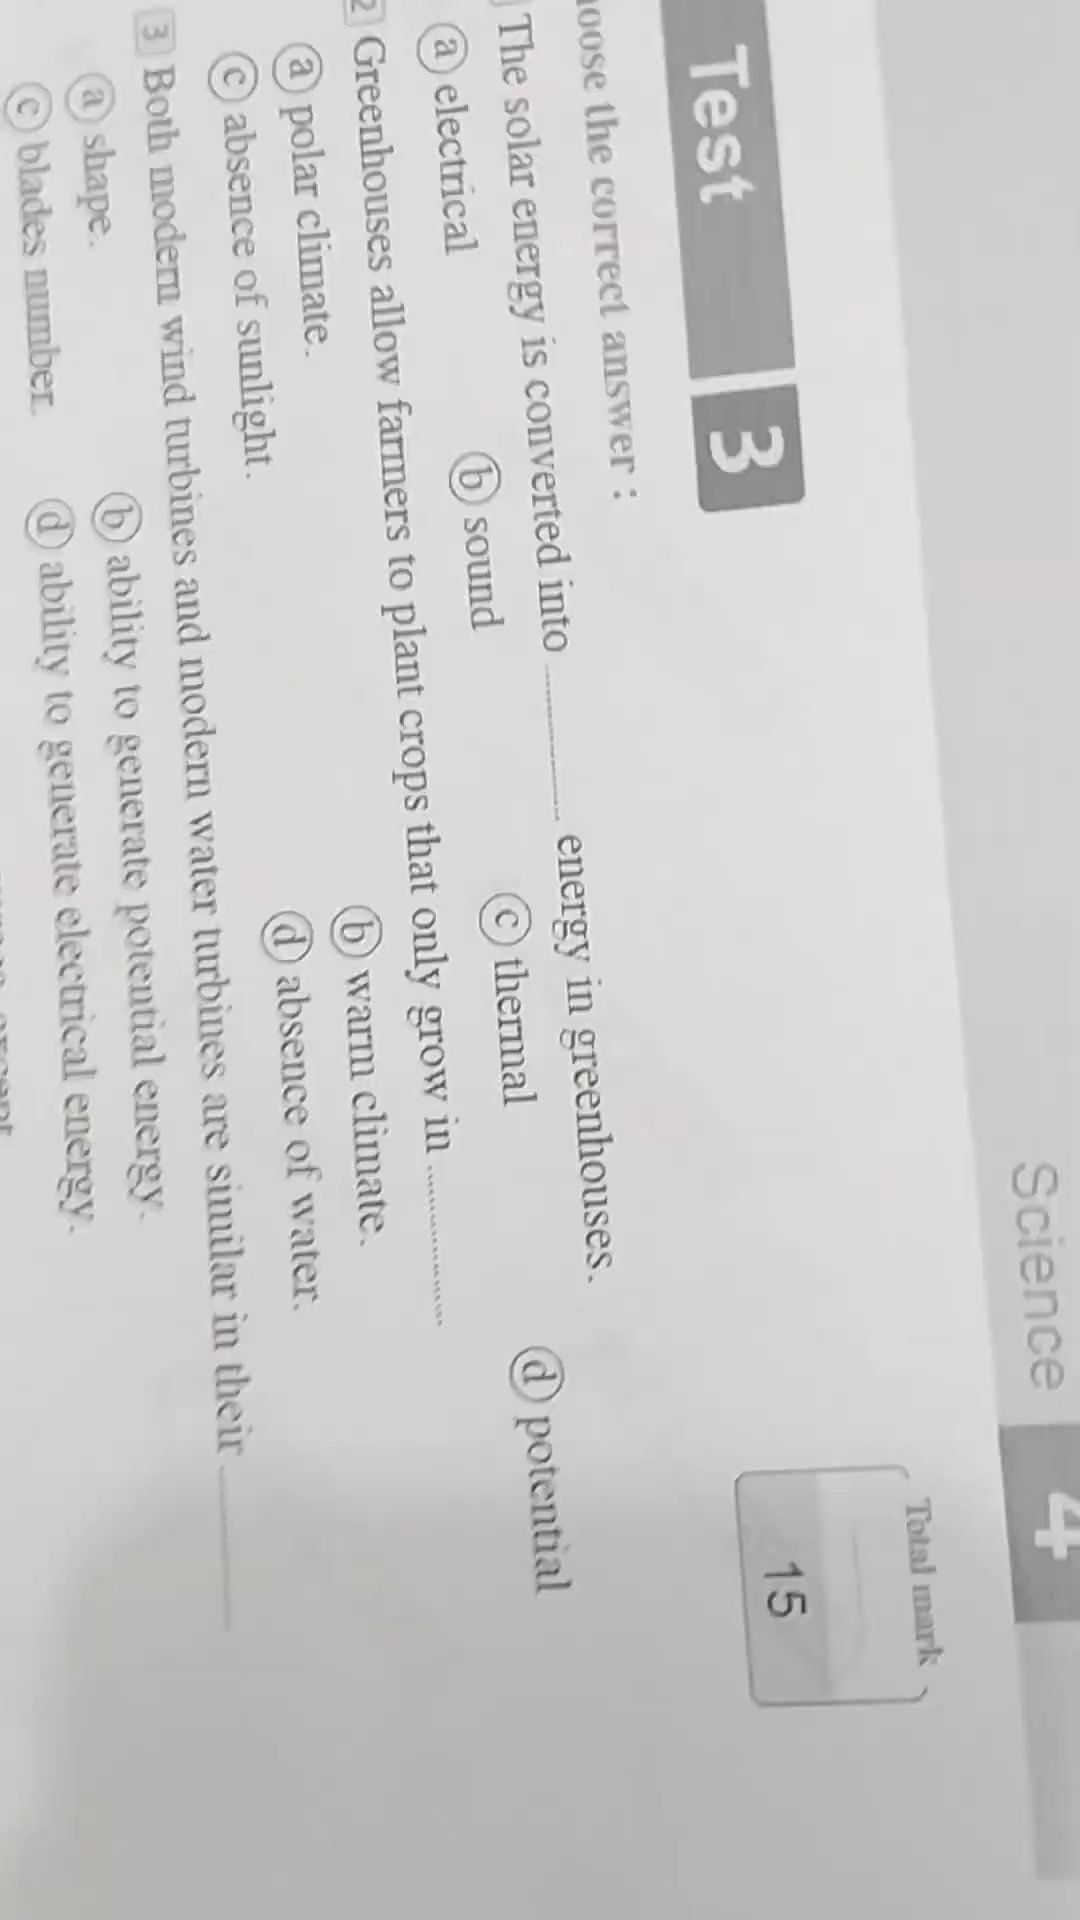 Science 4
Total mark
15
Test 3
oose the correct answer :
The solar energy is converted into ............ energy in greenhouses.
ⓐ electrical ⓑ sound ⓒ thermal ⓓ potential
2 Greenhouses allow farmers to plant crops that only grow in ............
ⓐ polar climate. ⓑ warm climate.
ⓒ absence of sunlight. ⓓ absence of water.
3 Both modern wind turbines and modern water turbines are similar in their ............
ⓐ shape. ⓑ ability to generate potential energy.
ⓒ blades number. ⓓ ability to generate electrical energy.